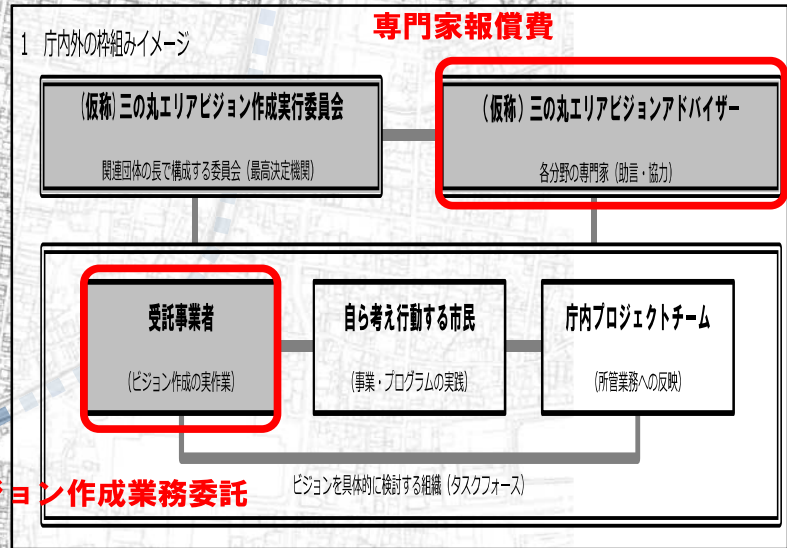 専門家報償費
1 庁内外の枠組みイメージ
(仮称)三の丸エリアビジョン作成実行委員会
関連団体の長で構成する委員会(最高決定機関)
(仮称)三の丸エリアビジョンアドバイザー
各分野の専門家(助言・協力)
受託事業者
(ビジョン作成の実作業)
自ら考え行動する市民
(事業・プログラムの実践)
庁内プロジェクトチーム
(所管業務への反映)
ョン作成業務委託
ビジョンを具体的に検討する組織(タスクフォース)